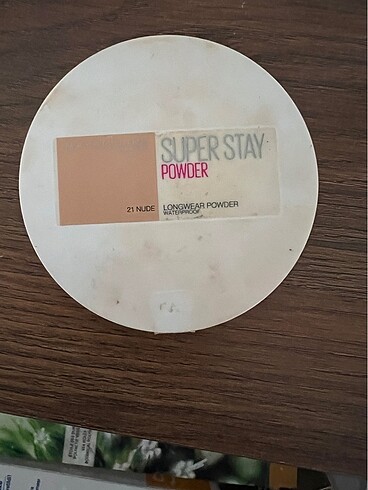 SUPER STAY
POWDER
21 NUDE
LONGWEAR POWDER
WATERPROOF